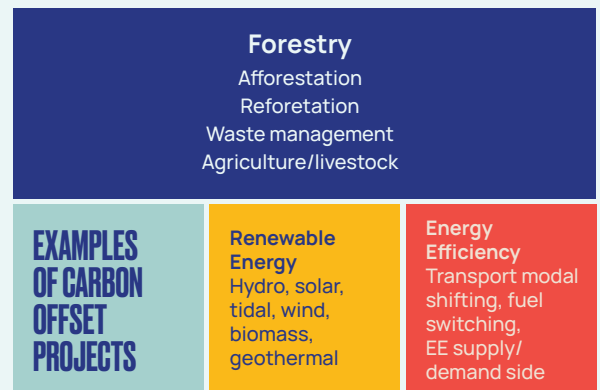 Forestry
Afforestation
Reforetation
Waste management
Agriculture/livestock
EXAMPLES
OF CARBON
OFFSET
PROJECTS
Renewable
Energy
Hydro, solar,
tidal, wind,
biomass,
geothermal
Energy
Efficiency
Transport modal
shifting, fuel
switching,
EE supply/
demand side